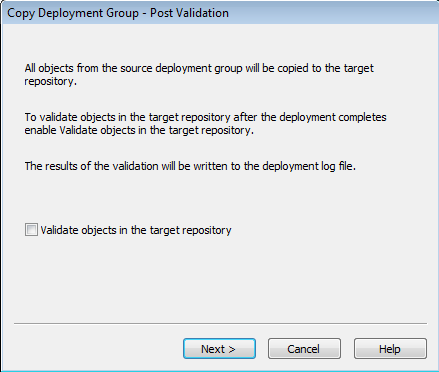 Copy Deployment Group - Post Validation
All objects from the source deployment group will be copied to the target
repository.
To validate objects in the target repository after the deployment completes
enable Validate objects in the target repository.
The results of the validation will be written to the deployment log file.
Validate objects in the target repository
Next > Cancel Help